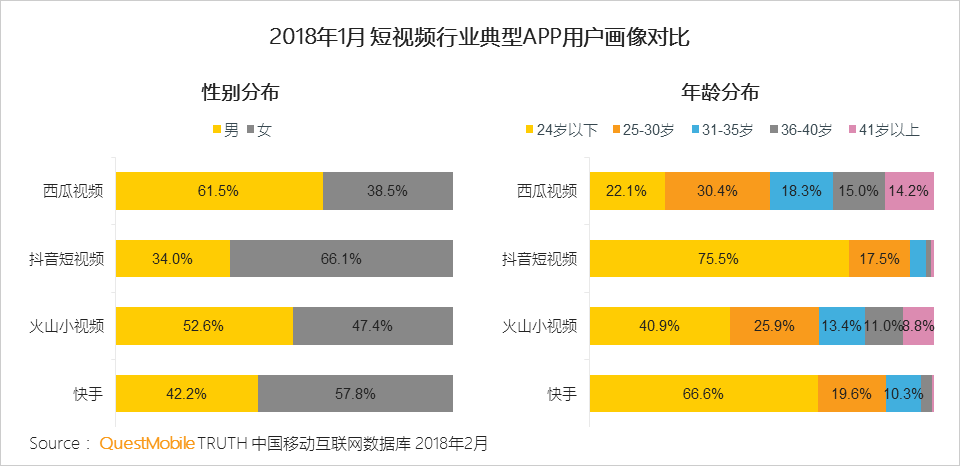 2018年1月 短视频行业典型APP用户画像对比
性别分布
男 女
西瓜视频 61.5% 38.5%
抖音短视频 34.0% 66.1%
火山小视频 52.6% 47.4%
快手 42.2% 57.8%
年龄分布
24岁以下 25-30岁 31-35岁 36-40岁 41岁以上
西瓜视频 22.1% 30.4% 18.3% 15.0% 14.2%
抖音短视频 75.5% 17.5%
火山小视频 40.9% 25.9% 13.4% 11.0% 8.8%
快手 66.6% 19.6% 10.3%
Source：QuestMobile TRUTH 中国移动互联网数据库 2018年2月